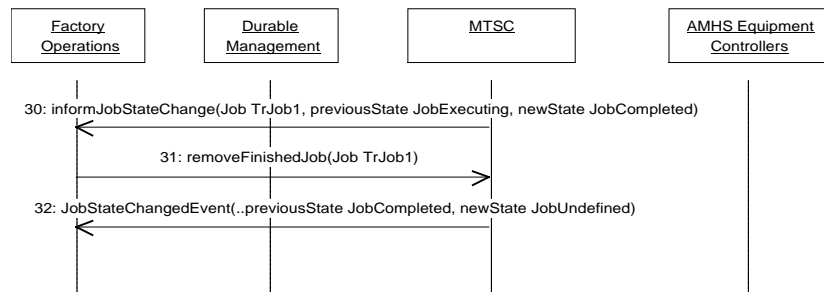 Factory
Operations
Durable
Management
MTSC
AMHS Equipment
Controllers
30: informJobStateChange(Job TrJob1, previousState JobExecuting, newState JobCompleted)
31: removeFinishedJob(Job TrJob1)
32: JobStateChangedEvent(..previousState JobCompleted, newState JobUndefined)